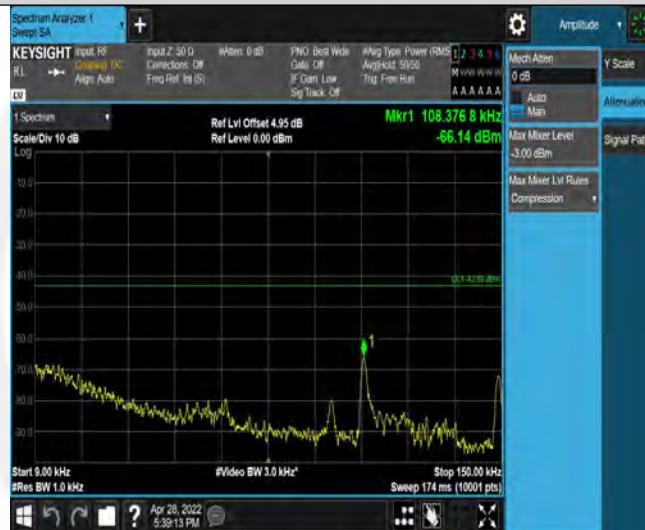 Spectrum Analyzer 1
Swept SA
Amplitude
KEYSIGHT
RL
Input: RF
Coupling: DC
Align: Auto
Input Z: 50 Ω
Corrections: Off
Freq Ref: Int (S)
#Atten: 0 dB
PNO: Best Wide
Gate: Off
IF Gain: Low
Sig Track: Off
#Avg Type: Power (RMS
Avg|Hold: 50/50
Trig: Free Run
1 2 3 4 5 6
M W W W W W
A A A A A A
LVI
1 Spectrum
Scale/Div 10 dB
Log
Ref Lvl Offset 4.95 dB
Ref Level 0.00 dBm
Mkr1 108.376 8 kHz
-66.14 dBm
-10.0
-20.0
-30.0
-40.0
-50.0
-60.0
-70.0
-80.0
-90.0
1
Start 9.00 kHz
#Res BW 1.0 kHz
#Video BW 3.0 kHz*
Stop 150.00 kHz
Sweep 174 ms (10001 pts)
Mech Atten
0 dB
Auto
Man
Max Mixer Level
-3.00 dBm
Max Mixer Lvl Rules
Compression
Y Scale
Attenuation
Signal Pat
?
Apr 28, 2022
5:39:13 PM